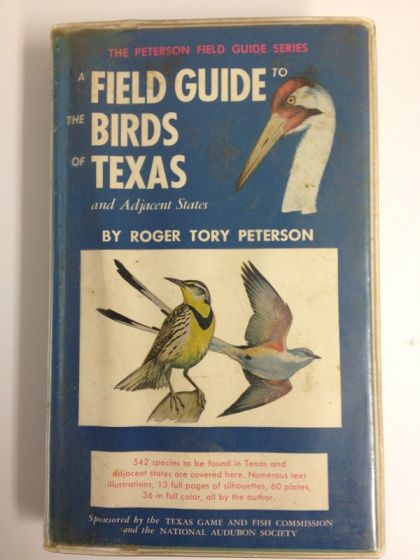 THE PETERSON FIELD GUIDE SERIES
A FIELD GUIDE TO
THE BIRDS
OF TEXAS
and Adjacent States
BY ROGER TORY PETERSON
542 species to be found in Texas and
adjacent states are covered here. Numerous text
illustrations, 13 full pages of silhouettes, 60 plates,
36 in full color, all by the author.
Sponsored by the TEXAS GAME AND FISH COMMISSION
and the NATIONAL AUDUBON SOCIETY